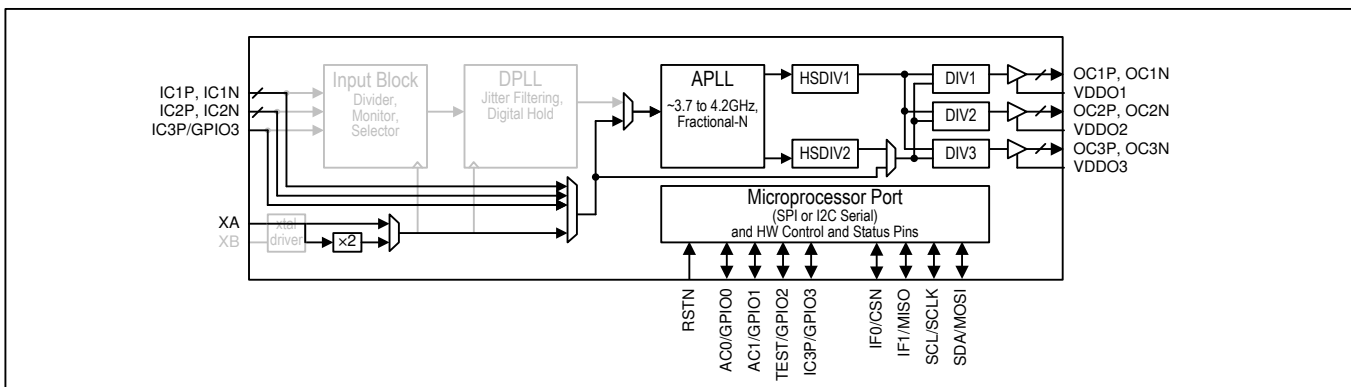 IC1P, IC1N
IC2P, IC2N
IC3P/GPIO3
XA
XB
xtal
driver
×2
Input Block
Divider,
Monitor,
Selector
DPLL
Jitter Filtering,
Digital Hold
APLL
~3.7 to 4.2GHz,
Fractional-N
HSDIV1
HSDIV2
DIV1
DIV2
DIV3
OC1P, OC1N
VDDO1
OC2P, OC2N
VDDO2
OC3P, OC3N
VDDO3
Microprocessor Port
(SPI or I2C Serial)
and HW Control and Status Pins
RSTN
AC0/GPIO0
AC1/GPIO1
TEST/GPIO2
IC3P/GPIO3
IF0/CSN
IF1/MISO
SCL/SCLK
SDA/MOSI